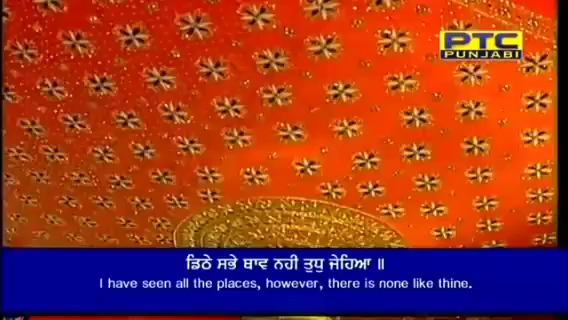 PTC
PUNJABI
ਡਿਠੇ ਸਭੇ ਥਾਵ ਨਹੀ ਤੁਧੁ ਜੇਹਿਆ ॥
I have seen all the places, however, there is none like thine.